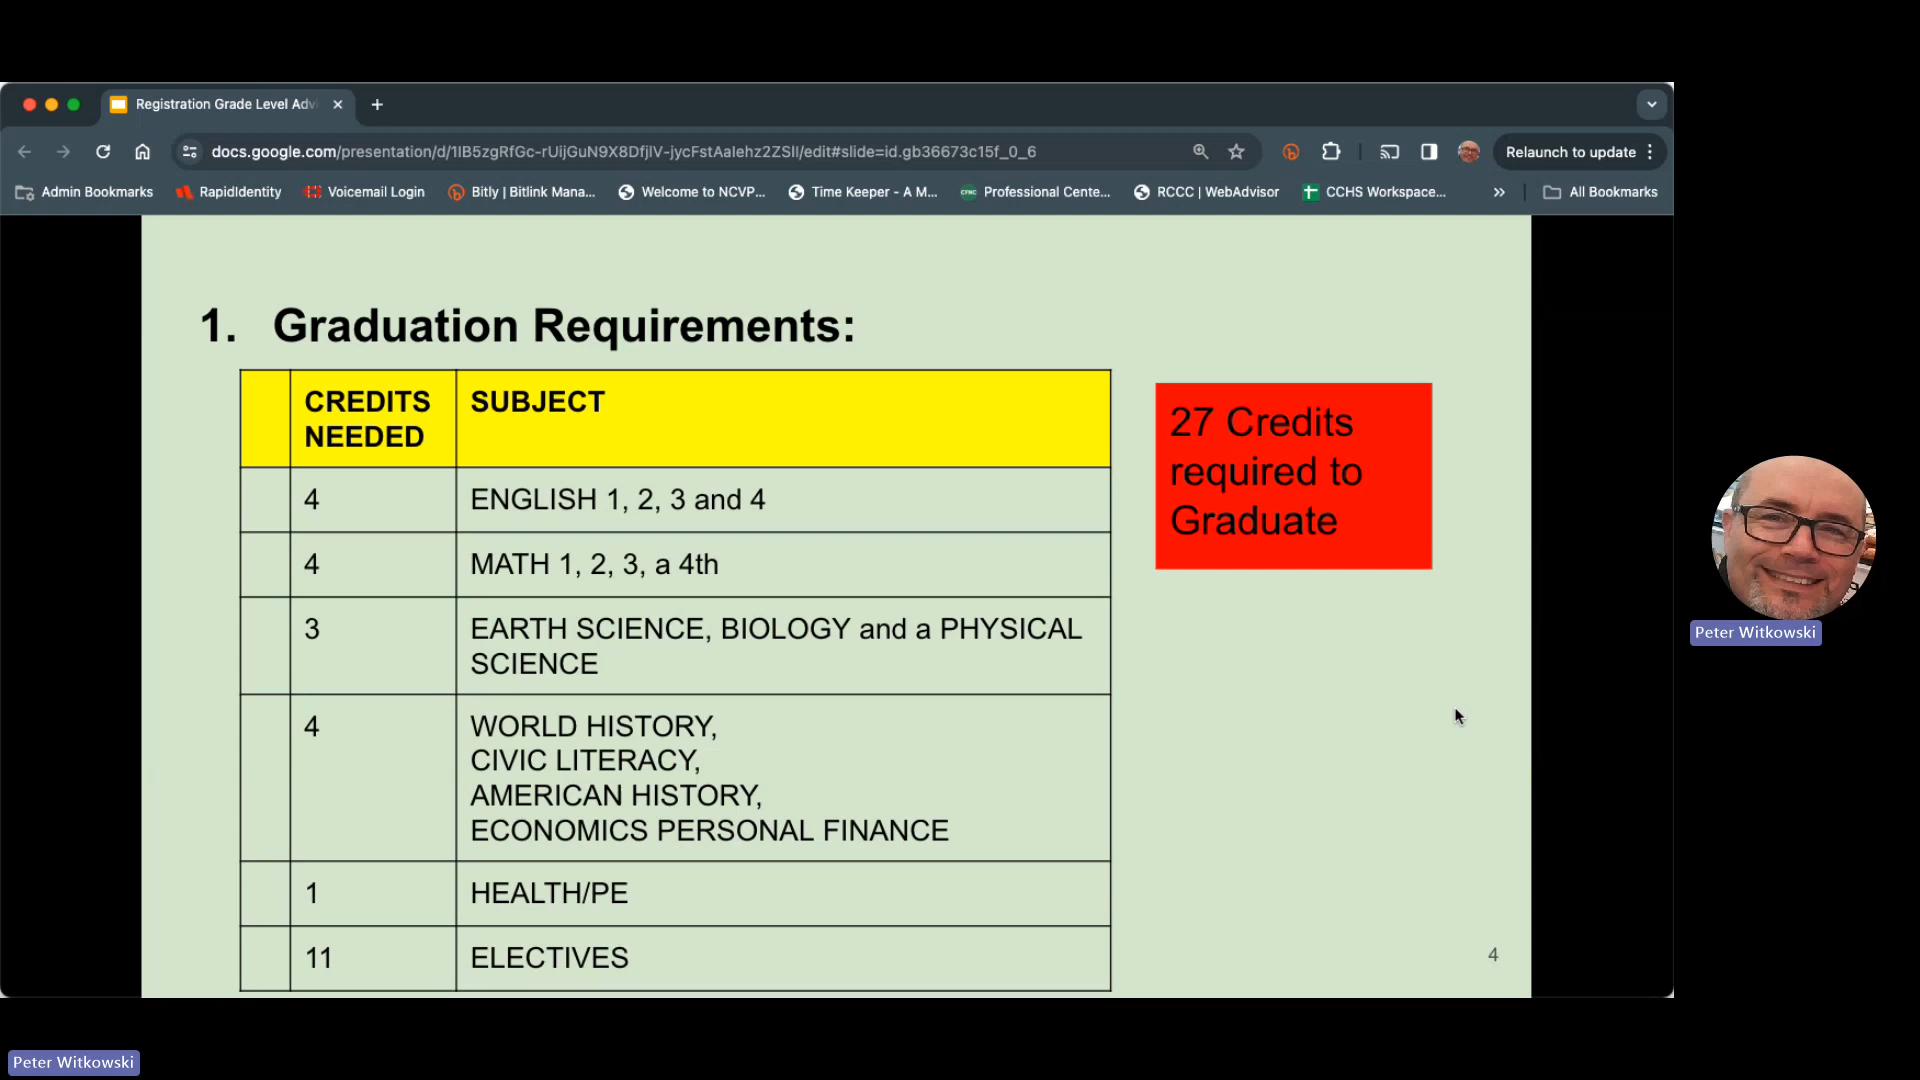 Registration Grade Level Adv
docs.google.com/presentation/d/1IB5zgRfGc-rUijGuN9X8DfjlV-jycFstAalehz2ZSlI/edit#slide=id.gb36673c15f_0_6
Relaunch to update
Admin Bookmarks
RapidIdentity
Voicemail Login
Bitly | Bitlink Mana...
Welcome to NCVP...
Time Keeper - A M...
CFNC
Professional Cente...
RCCC | WebAdvisor
CCHS Workspace...
All Bookmarks
1. Graduation Requirements:
CREDITS NEEDED SUBJECT
4 ENGLISH 1, 2, 3 and 4
4 MATH 1, 2, 3, a 4th
3 EARTH SCIENCE, BIOLOGY and a PHYSICAL
SCIENCE
4 WORLD HISTORY,
CIVIC LITERACY,
AMERICAN HISTORY,
ECONOMICS PERSONAL FINANCE
1 HEALTH/PE
11 ELECTIVES
27 Credits
required to
Graduate
4
Peter Witkowski
Peter Witkowski